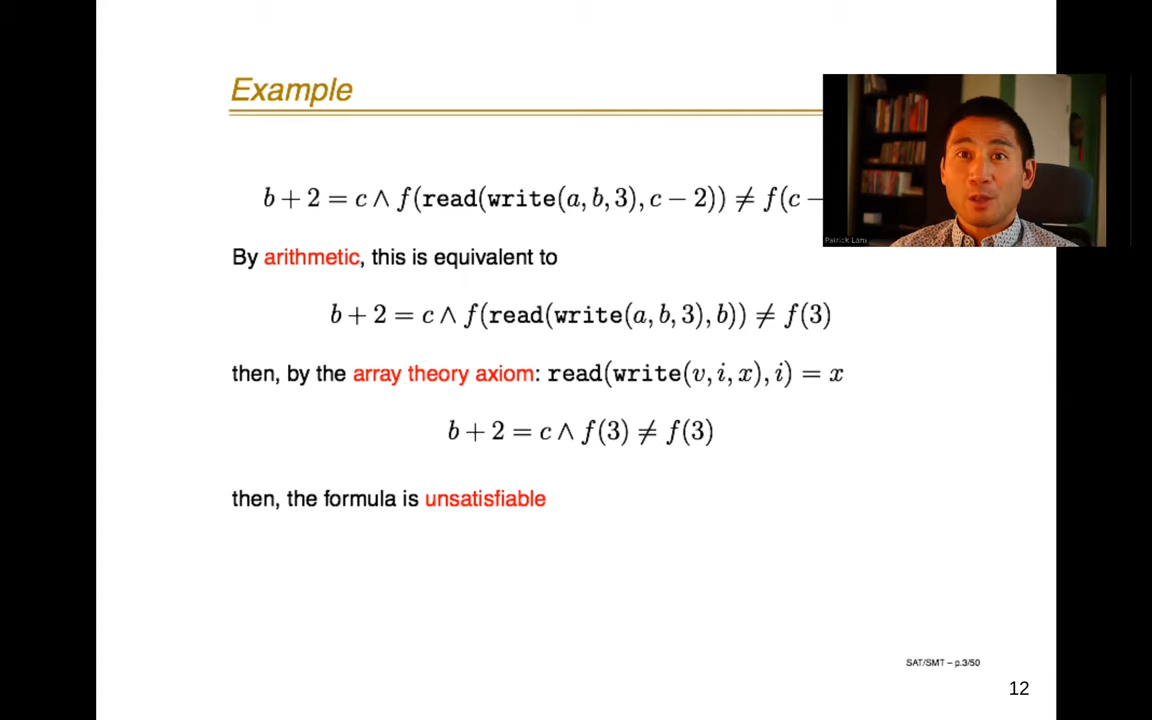 Example
b + 2 = c ∧ f(read(write(a, b, 3), c − 2)) ≠ f(c −
Patrick Lam
By arithmetic, this is equivalent to
b + 2 = c ∧ f(read(write(a, b, 3), b)) ≠ f(3)
then, by the array theory axiom: read(write(v, i, x), i) = x
b + 2 = c ∧ f(3) ≠ f(3)
then, the formula is unsatisfiable
SAT/SMT – p.3/50
12